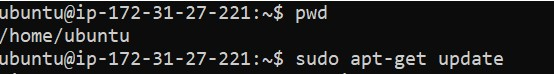 ubuntu@ip-172-31-27-221:~$ pwd
/home/ubuntu
ubuntu@ip-172-31-27-221:~$ sudo apt-get update